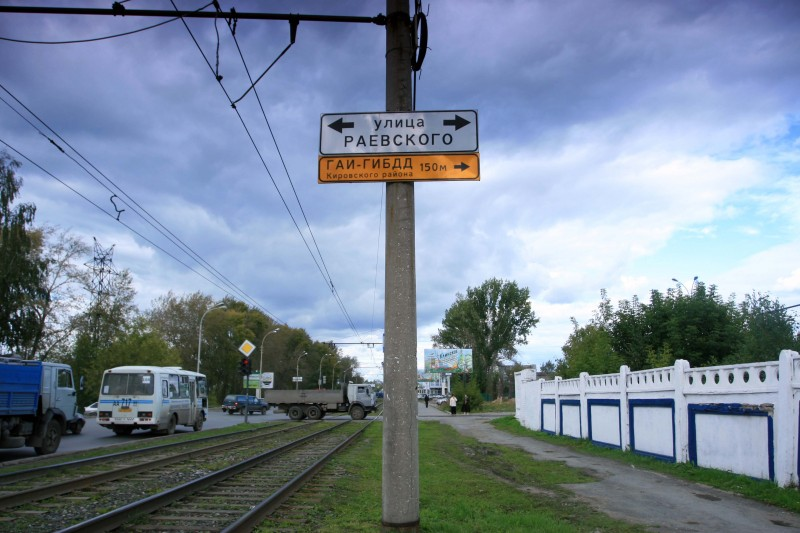 улица
РАЕВСКОГО
ГАИ-ГИБДД 150м
Кировского района